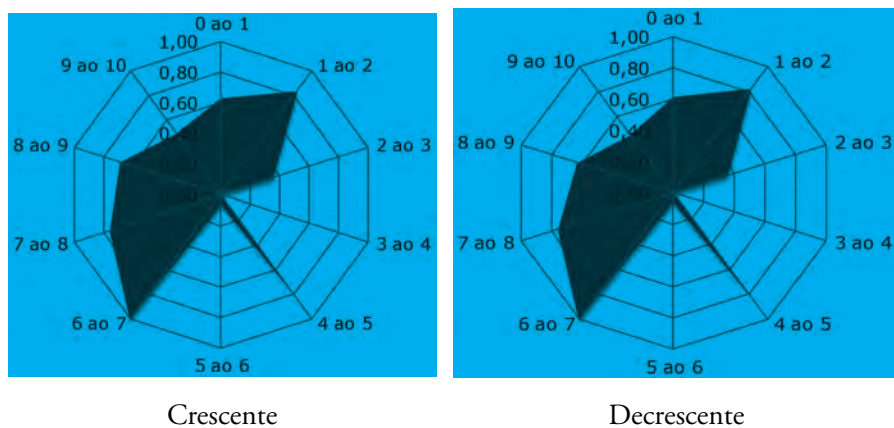 0 ao 1
1,00
9 ao 10
1 ao 2
0,80
0,60
8 ao 9
2 ao 3
7 ao 8
3 ao 4
6 ao 7
4 ao 5
5 ao 6
Crescente
0 ao 1
1,00
9 ao 10
1 ao 2
0,80
0,60
0,40
8 ao 9
2 ao 3
7 ao 8
3 ao 4
6 ao 7
4 ao 5
5 ao 6
Decrescente